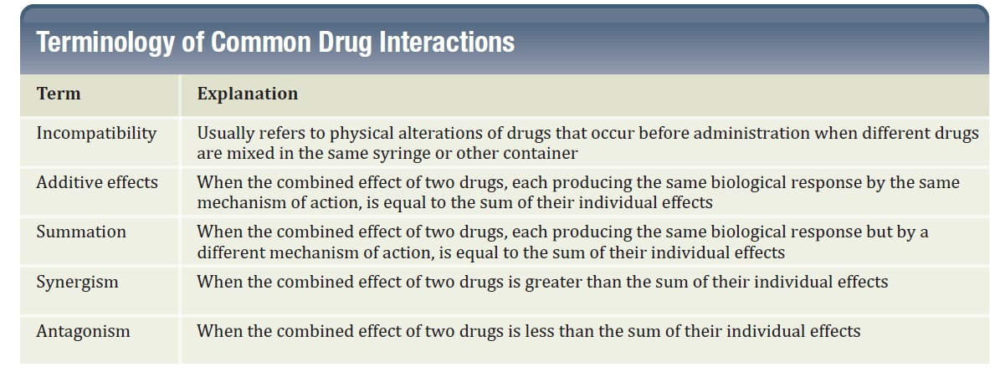 Terminology of Common Drug Interactions
Term Explanation
Incompatibility Usually refers to physical alterations of drugs that occur before administration when different drugs
are mixed in the same syringe or other container
Additive effects When the combined effect of two drugs, each producing the same biological response by the same
mechanism of action, is equal to the sum of their individual effects
Summation When the combined effect of two drugs, each producing the same biological response but by a
different mechanism of action, is equal to the sum of their individual effects
Synergism When the combined effect of two drugs is greater than the sum of their individual effects
Antagonism When the combined effect of two drugs is less than the sum of their individual effects